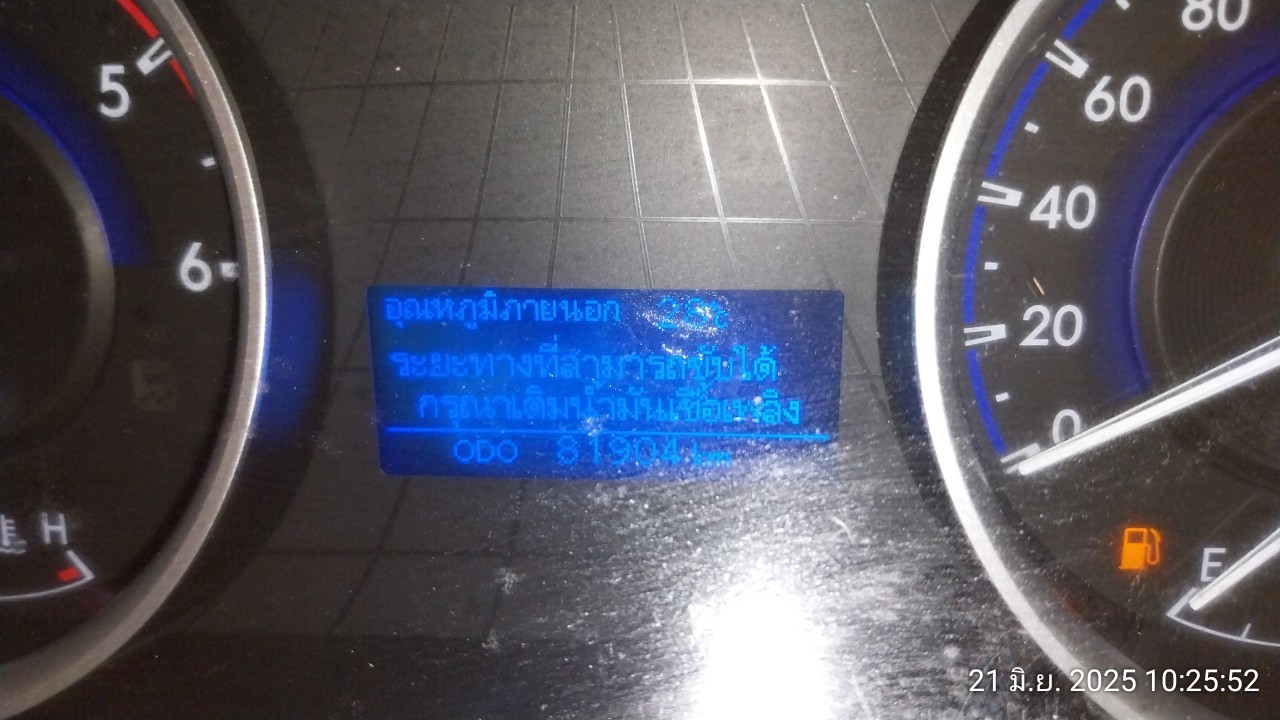 5
6
H
80
60
40
20
0
E
อุณหภูมิภายนอก
ระยะทางที่สามารถขับได้
กรุณาเติมน้ำมันเชื้อเพลิง
ODO 81904 km
21 มิ.ย. 2025 10:25:52